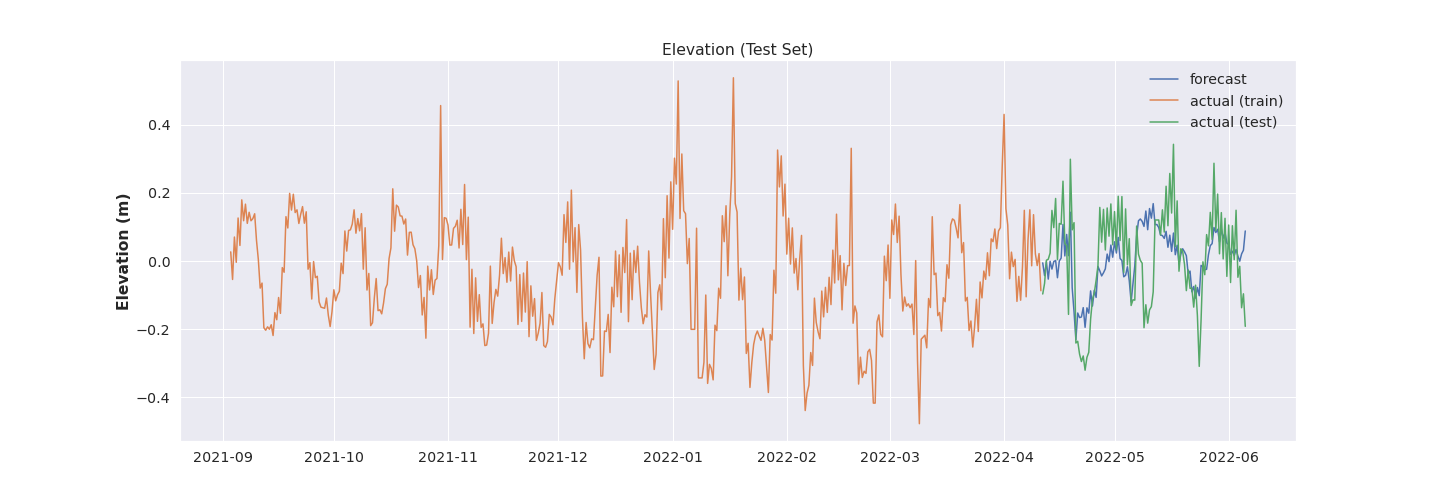 Elevation (Test Set)
forecast
actual (train)
actual (test)
Elevation (m)
0.4
0.2
0.0
−0.2
−0.4
2021-09 2021-10 2021-11 2021-12 2022-01 2022-02 2022-03 2022-04 2022-05 2022-06